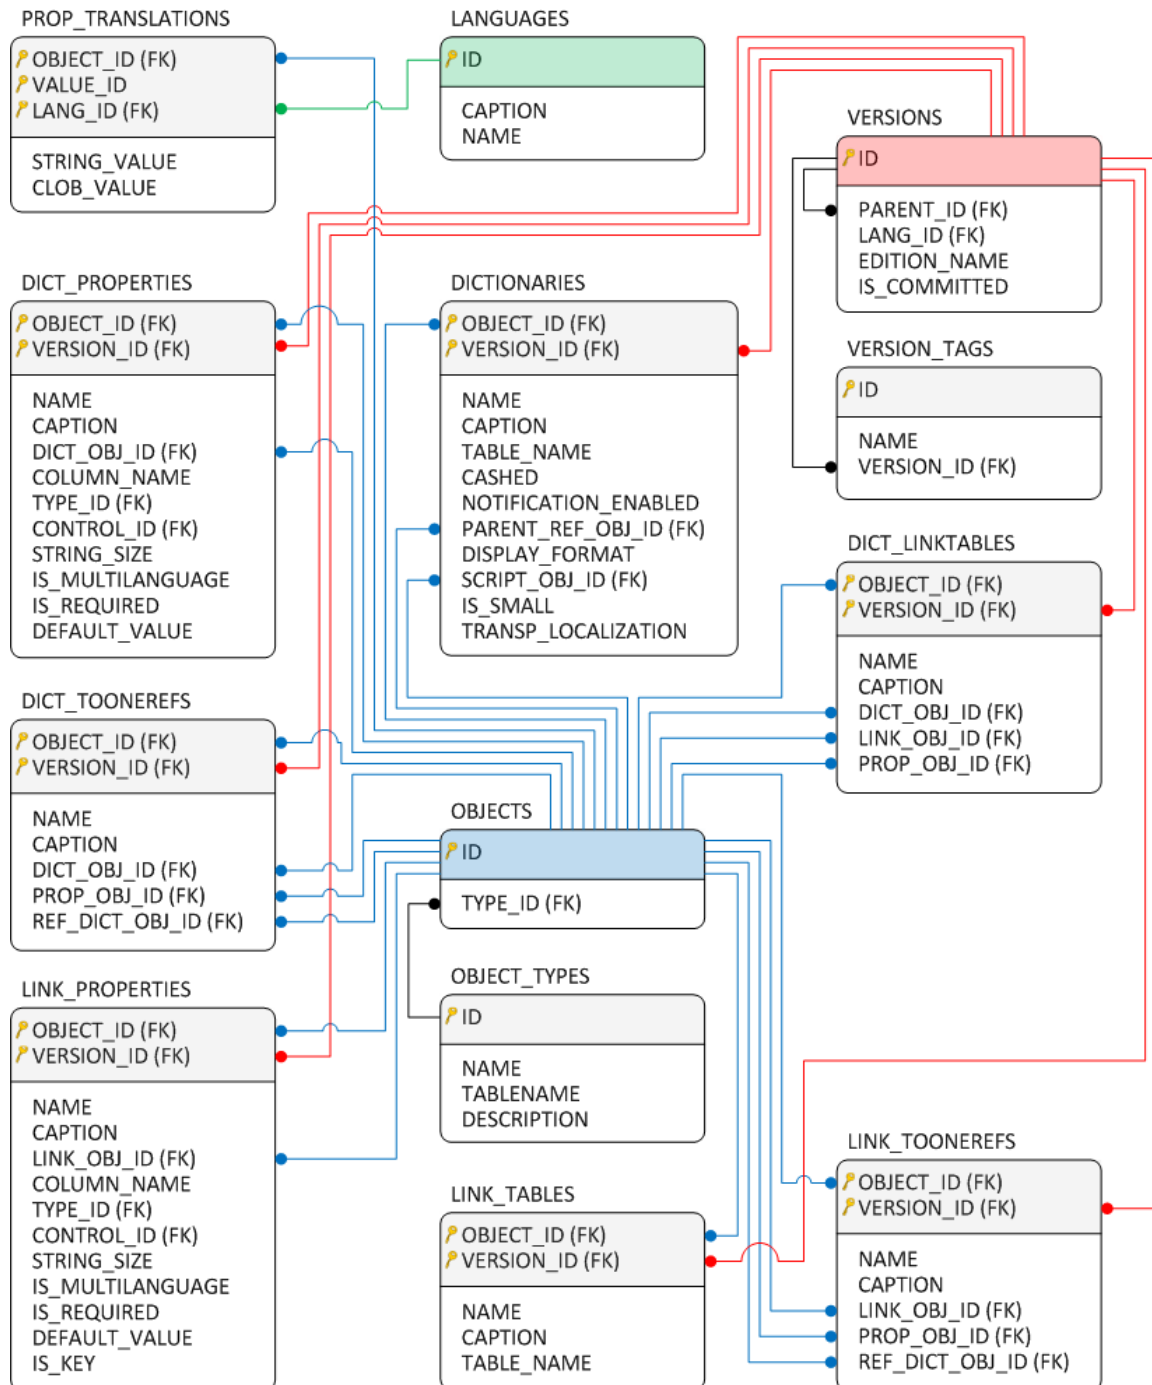 PROP_TRANSLATIONS
OBJECT_ID (FK)
VALUE_ID
LANG_ID (FK)
STRING_VALUE
CLOB_VALUE
LANGUAGES
ID
CAPTION
NAME
VERSIONS
ID
PARENT_ID (FK)
LANG_ID (FK)
EDITION_NAME
IS_COMMITTED
DICT_PROPERTIES
OBJECT_ID (FK)
VERSION_ID (FK)
NAME
CAPTION
DICT_OBJ_ID (FK)
COLUMN_NAME
TYPE_ID (FK)
CONTROL_ID (FK)
STRING_SIZE
IS_MULTILANGUAGE
IS_REQUIRED
DEFAULT_VALUE
DICTIONARIES
OBJECT_ID (FK)
VERSION_ID (FK)
NAME
CAPTION
TABLE_NAME
CASHED
NOTIFICATION_ENABLED
PARENT_REF_OBJ_ID (FK)
DISPLAY_FORMAT
SCRIPT_OBJ_ID (FK)
IS_SMALL
TRANSP_LOCALIZATION
VERSION_TAGS
ID
NAME
VERSION_ID (FK)
DICT_LINKTABLES
OBJECT_ID (FK)
VERSION_ID (FK)
NAME
CAPTION
DICT_OBJ_ID (FK)
LINK_OBJ_ID (FK)
PROP_OBJ_ID (FK)
DICT_TOONEREFS
OBJECT_ID (FK)
VERSION_ID (FK)
NAME
CAPTION
DICT_OBJ_ID (FK)
PROP_OBJ_ID (FK)
REF_DICT_OBJ_ID (FK)
OBJECTS
ID
TYPE_ID (FK)
OBJECT_TYPES
ID
NAME
TABLENAME
DESCRIPTION
LINK_PROPERTIES
OBJECT_ID (FK)
VERSION_ID (FK)
NAME
CAPTION
LINK_OBJ_ID (FK)
COLUMN_NAME
TYPE_ID (FK)
CONTROL_ID (FK)
STRING_SIZE
IS_MULTILANGUAGE
IS_REQUIRED
DEFAULT_VALUE
IS_KEY
LINK_TABLES
OBJECT_ID (FK)
VERSION_ID (FK)
NAME
CAPTION
TABLE_NAME
LINK_TOONEREFS
OBJECT_ID (FK)
VERSION_ID (FK)
NAME
CAPTION
LINK_OBJ_ID (FK)
PROP_OBJ_ID (FK)
REF_DICT_OBJ_ID (FK)